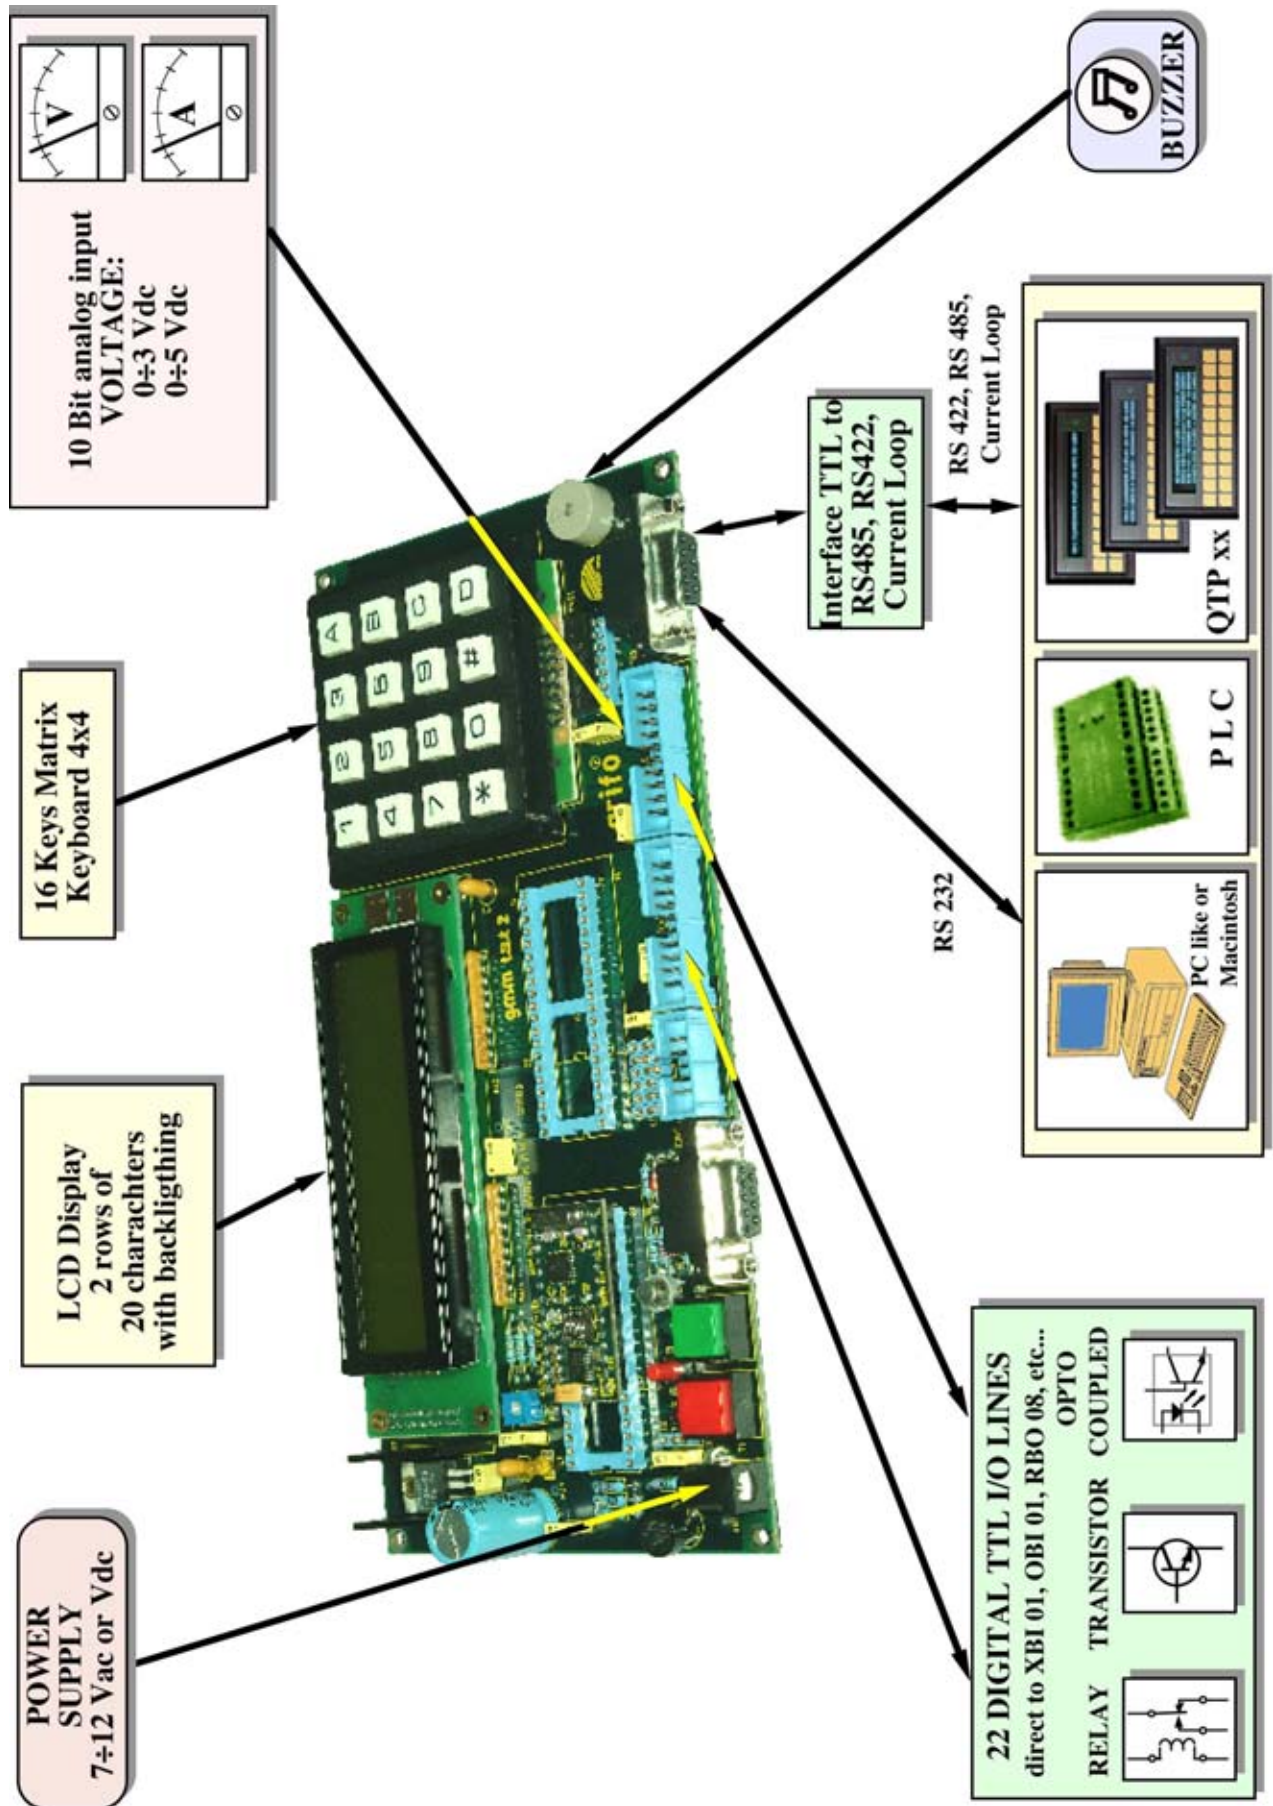 POWER
SUPPLY
7÷12 Vac or Vdc
LCD Display
2 rows of
20 charachters
with backligthing
16 Keys Matrix
Keyboard 4x4
10 Bit analog input
VOLTAGE:
0÷3 Vdc
0÷5 Vdc
V
A
1 2 3 A
4 5 6 B
7 8 9 C
* 0 # D
gmm tst 2
grifo®
22 DIGITAL TTL I/O LINES
direct to XBI 01, OBI 01, RBO 08, etc...
OPTO
RELAY TRANSISTOR COUPLED
RS 232
Interface TTL to
RS485, RS422,
Current Loop
RS 422, RS 485,
Current Loop
PC like or
Macintosh
P L C
QTP xx
BUZZER